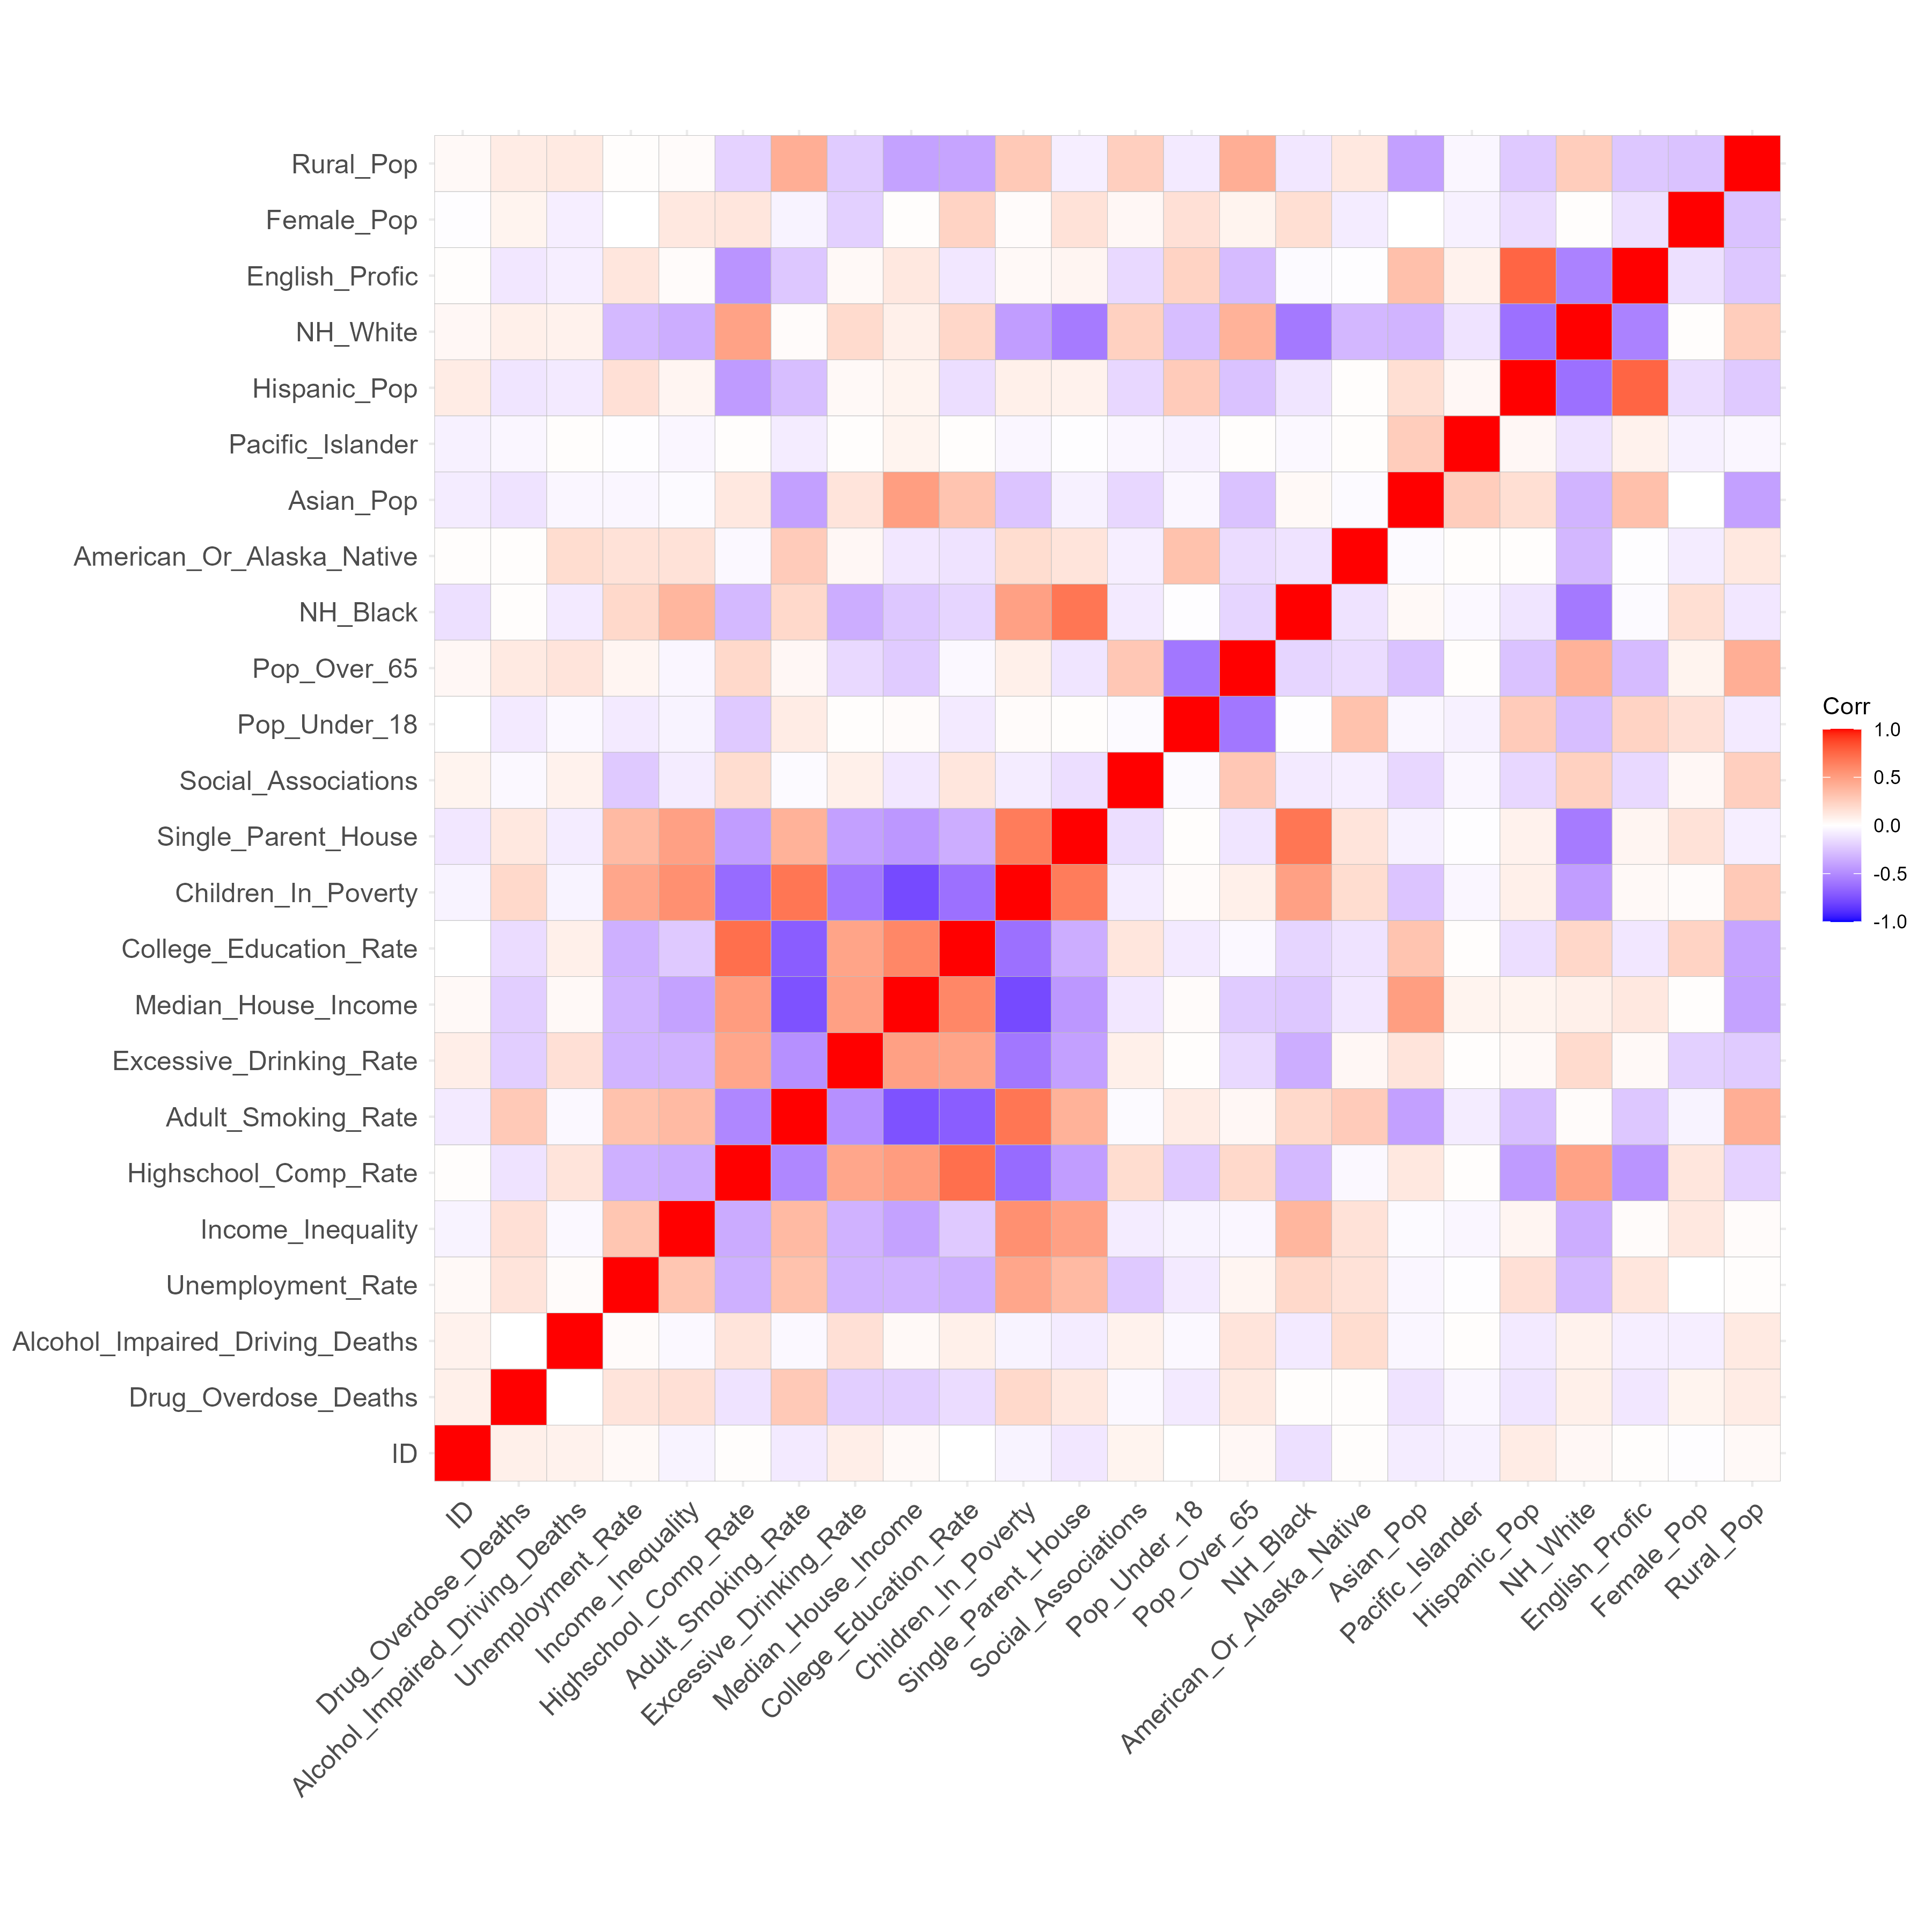 Rural_Pop
Female_Pop
English_Profic
NH_White
Hispanic_Pop
Pacific_Islander
Asian_Pop
American_Or_Alaska_Native
NH_Black
Pop_Over_65
Pop_Under_18
Social_Associations
Single_Parent_House
Children_In_Poverty
College_Education_Rate
Median_House_Income
Excessive_Drinking_Rate
Adult_Smoking_Rate
Highschool_Comp_Rate
Income_Inequality
Unemployment_Rate
Alcohol_Impaired_Driving_Deaths
Drug_Overdose_Deaths
ID
ID
Drug_Overdose_Deaths
Alcohol_Impaired_Driving_Deaths
Unemployment_Rate
Income_Inequality
Highschool_Comp_Rate
Adult_Smoking_Rate
Excessive_Drinking_Rate
Median_House_Income
College_Education_Rate
Children_In_Poverty
Single_Parent_House
Social_Associations
Pop_Under_18
Pop_Over_65
NH_Black
American_Or_Alaska_Native
Asian_Pop
Pacific_Islander
Hispanic_Pop
NH_White
English_Profic
Female_Pop
Rural_Pop
Corr
1.0
0.5
0.0
-0.5
-1.0